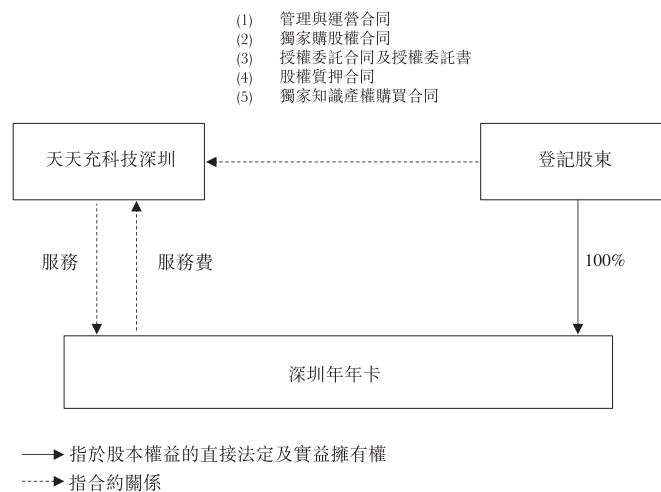 (1) 管理與運營合同
(2) 獨家購股權合同
(3) 授權委託合同及授權委託書
(4) 股權質押合同
(5) 獨家知識產權購買合同
天天充科技深圳
登記股東
服務
服務費
100%
深圳年年卡
指於股本權益的直接法定及實益擁有權
指合約關係